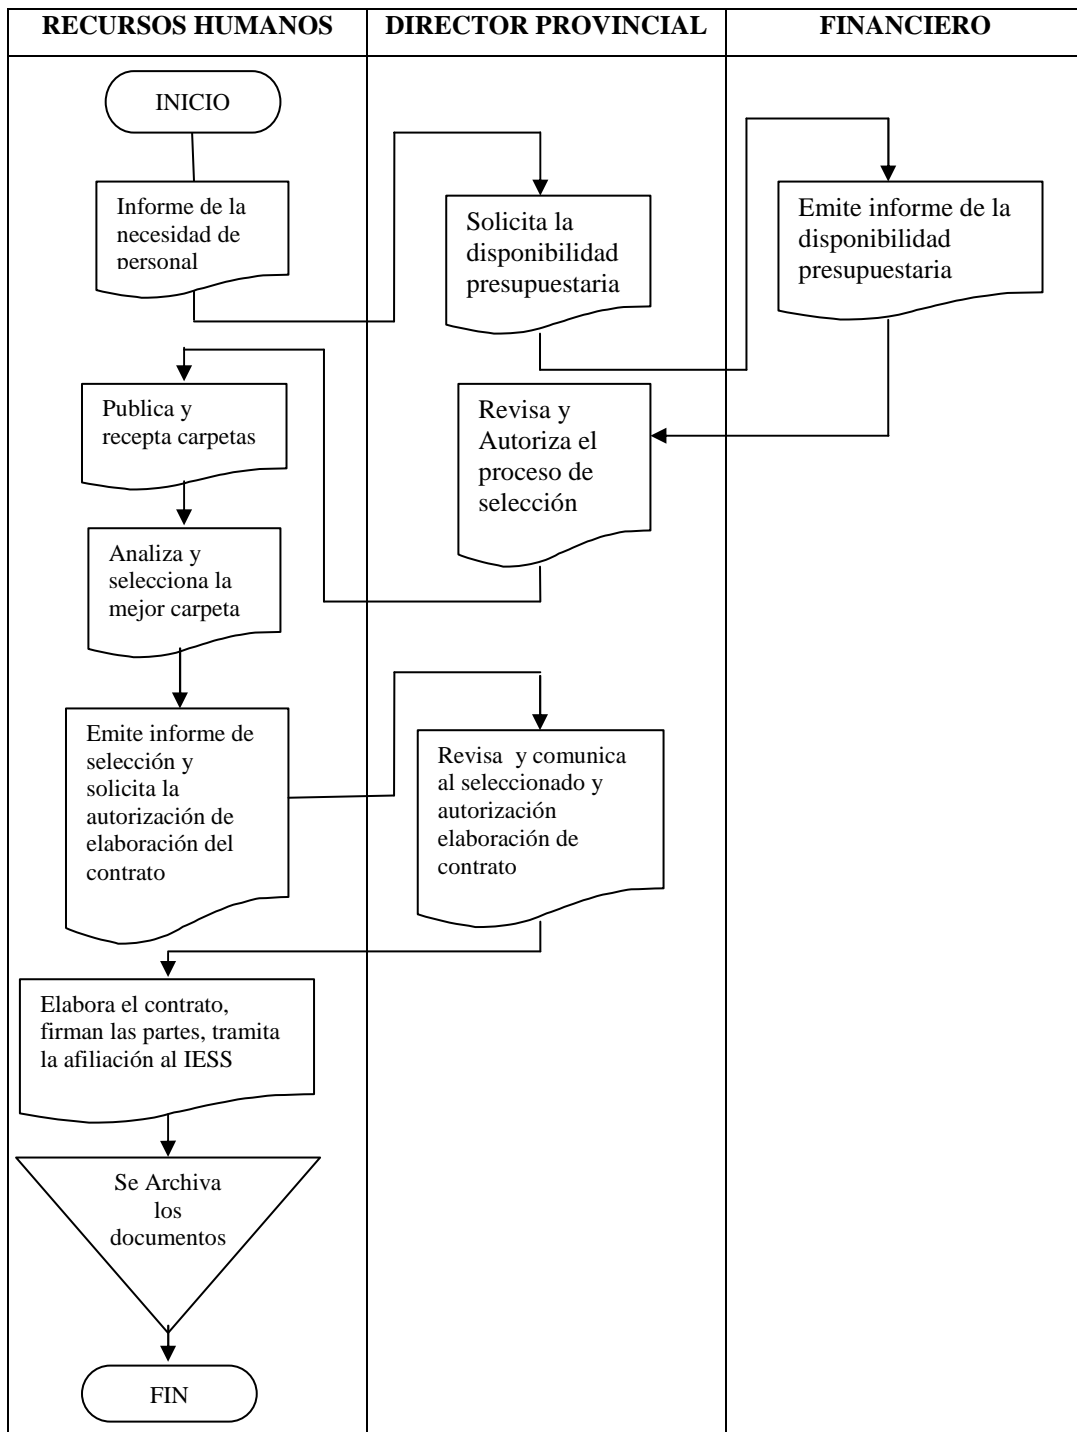 RECURSOS HUMANOS
DIRECTOR PROVINCIAL
FINANCIERO
INICIO
Informe de la
necesidad de
personal
Solicita la
disponibilidad
presupuestaria
Emite informe de la
disponibilidad
presupuestaria
Revisa y
Autoriza el
proceso de
selección
Publica y
recepta carpetas
Analiza y
selecciona la
mejor carpeta
Emite informe de
selección y
solicita la
autorización de
elaboración del
contrato
Revisa y comunica
al seleccionado y
autorización
elaboración de
contrato
Elabora el contrato,
firman las partes, tramita
la afiliación al IESS
Se Archiva
los
documentos
FIN